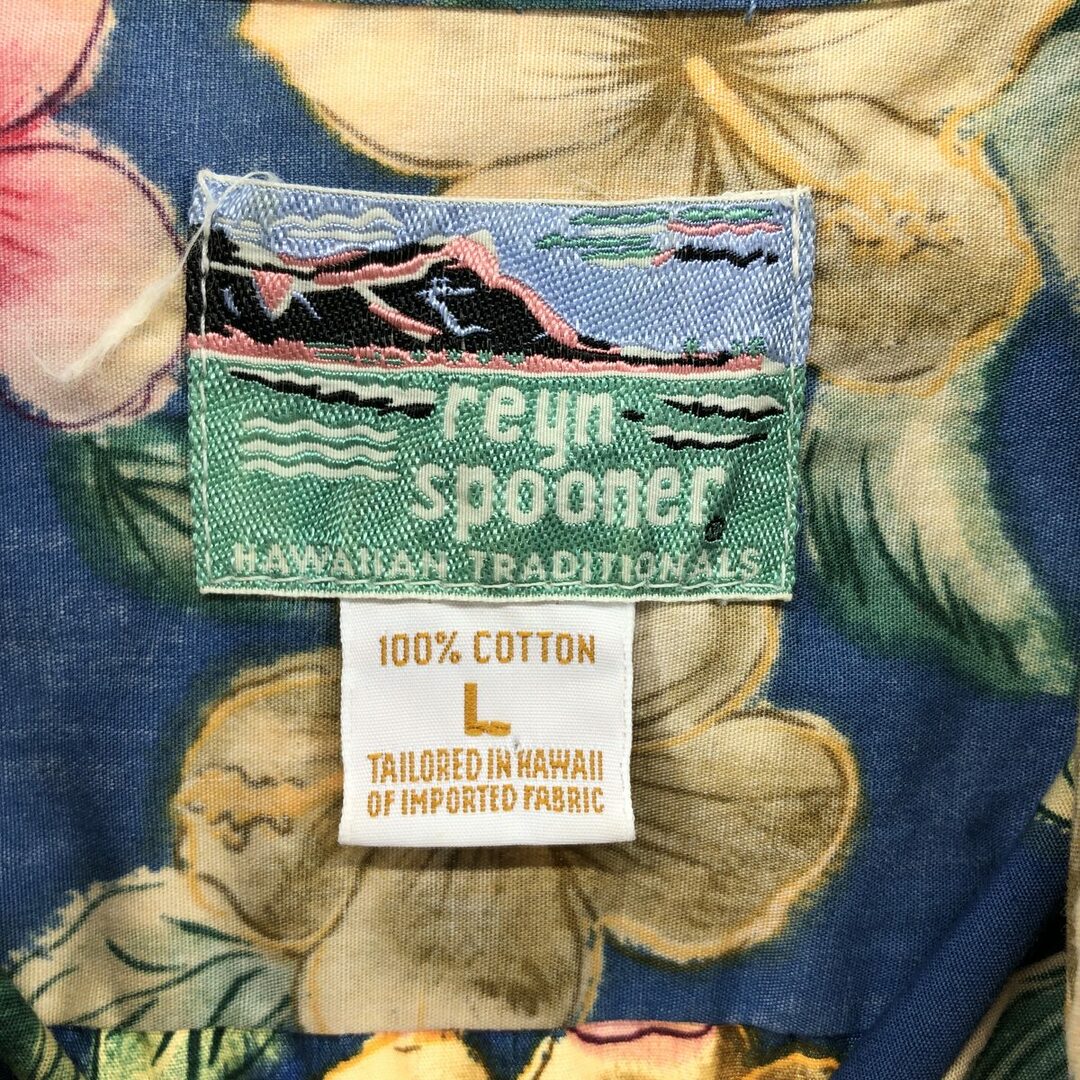 reyn
spooner
HAWAIIAN TRADITIONALS
100% COTTON
L
TAILORED IN HAWAII
OF IMPORTED FABRIC